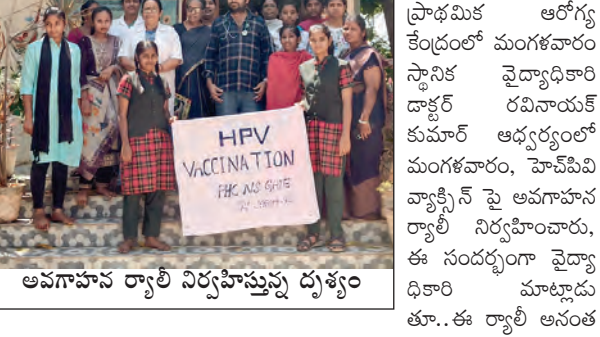 HPV
VACCINATION
PHC
అవగాహన ర్యాలీ నిర్వహిస్తున్న దృశ్యం
ప్రాథమిక ఆరోగ్య
కేంద్రంలో మంగళవారం
స్థానిక వైద్యాధికారి
డాక్టర్ రవినాయక్
కుమార్ ఆధ్వర్యంలో
మంగళవారం, హెచ్‌పివి
వ్యాక్సిన్ పై అవగాహన
ర్యాలీ నిర్వహించారు,
ఈ సందర్భంగా వైద్యా
ధికారి మాట్లాడు
తూ..ఈ ర్యాలీ అనంత